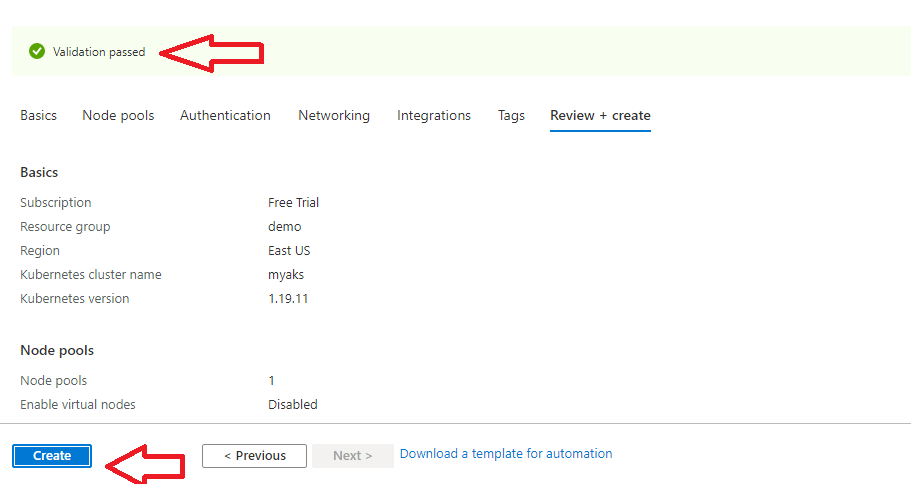 Validation passed
Basics Node pools Authentication Networking Integrations Tags Review + create
Basics
Subscription Free Trial
Resource group demo
Region East US
Kubernetes cluster name myaks
Kubernetes version 1.19.11
Node pools
Node pools 1
Enable virtual nodes Disabled
Create < Previous Next > Download a template for automation